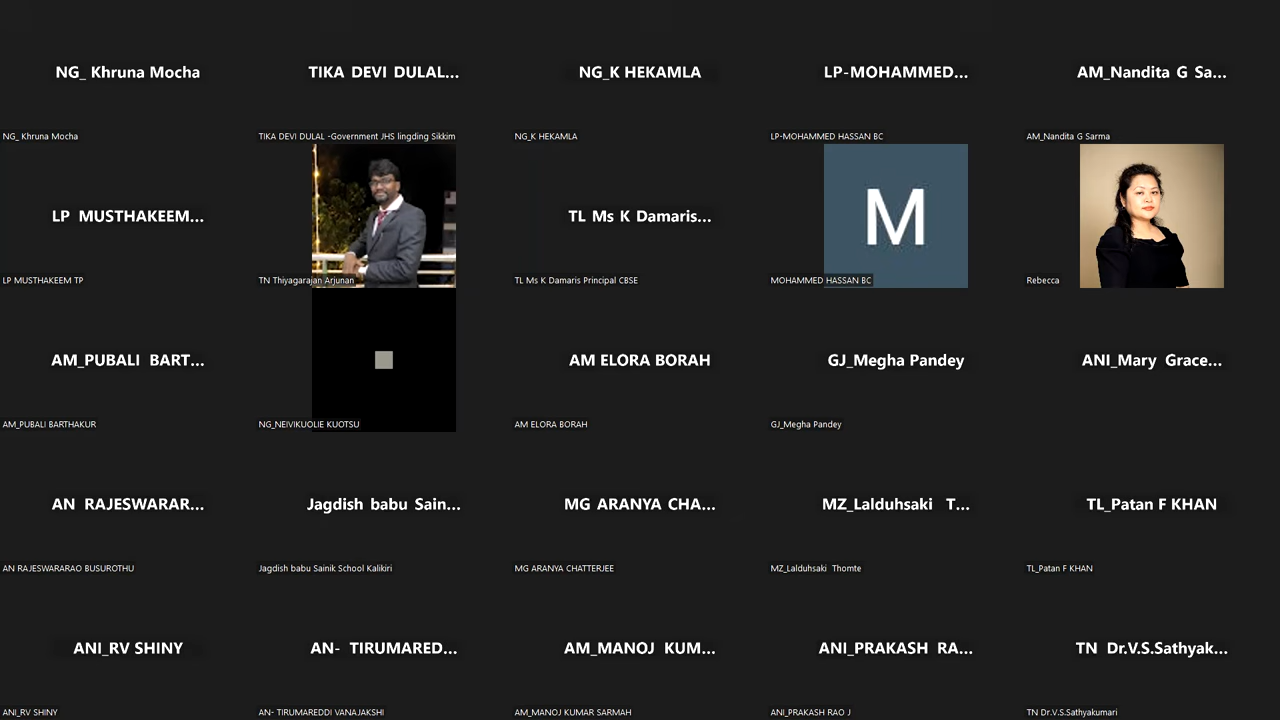 NG_ Khruna Mocha
TIKA DEVI DULAL...
NG_K HEKAMLA
LP-MOHAMMED...
AM_Nandita G Sa...
NG_ Khruna Mocha
TIKA DEVI DULAL -Government JHS lingding Sikkim
NG_K HEKAMLA
LP-MOHAMMED HASSAN BC
AM_Nandita G Sarma
LP MUSTHAKEEM...
TL Ms K Damaris...
M
LP MUSTHAKEEM TP
TN Thiyagarajan Arjunan
TL Ms K Damaris Principal CBSE
MOHAMMED HASSAN BC
Rebecca
AM_PUBALI BART...
AM ELORA BORAH
GJ_Megha Pandey
ANI_Mary Grace...
AM_PUBALI BARTHAKUR
NG_NEIVIKUOLIE KUOTSU
AM ELORA BORAH
GJ_Megha Pandey
AN RAJESWARAR...
Jagdish babu Sain...
MG ARANYA CHA...
MZ_Lalduhsaki T...
TL_Patan F KHAN
AN RAJESWARARAO BUSUROTHU
Jagdish babu Sainik School Kalikiri
MG ARANYA CHATTERJEE
MZ_Lalduhsaki Thomte
TL_Patan F KHAN
ANI_RV SHINY
AN- TIRUMARED...
AM_MANOJ KUM...
ANI_PRAKASH RA...
TN Dr.V.S.Sathyak...
ANI_RV SHINY
AN- TIRUMAREDDI VANAJAKSHI
AM_MANOJ KUMAR SARMAH
ANI_PRAKASH RAO J
TN Dr.V.S.Sathyakumari